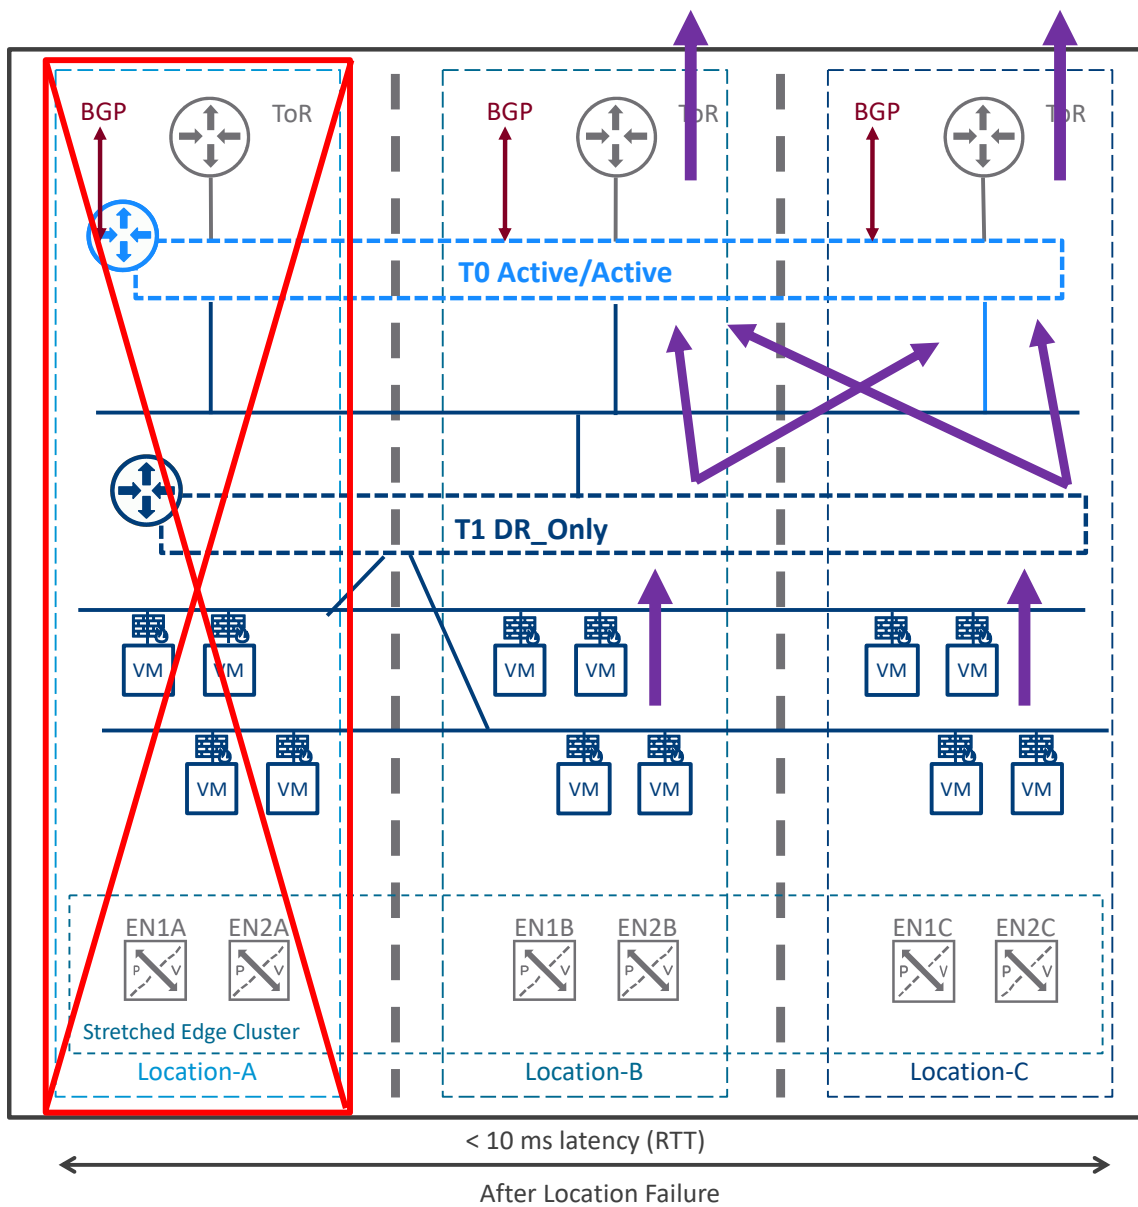 BGP
ToR
BGP
ToR
BGP
ToR
T0 Active/Active
T1 DR_Only
VM
VM
VM
VM
VM
VM
VM
VM
VM
VM
VM
VM
EN1A
EN2A
EN1B
EN2B
EN1C
EN2C
P
V
P
V
P
V
P
V
P
V
P
V
Stretched Edge Cluster
Location-A
Location-B
Location-C
< 10 ms latency (RTT)
After Location Failure